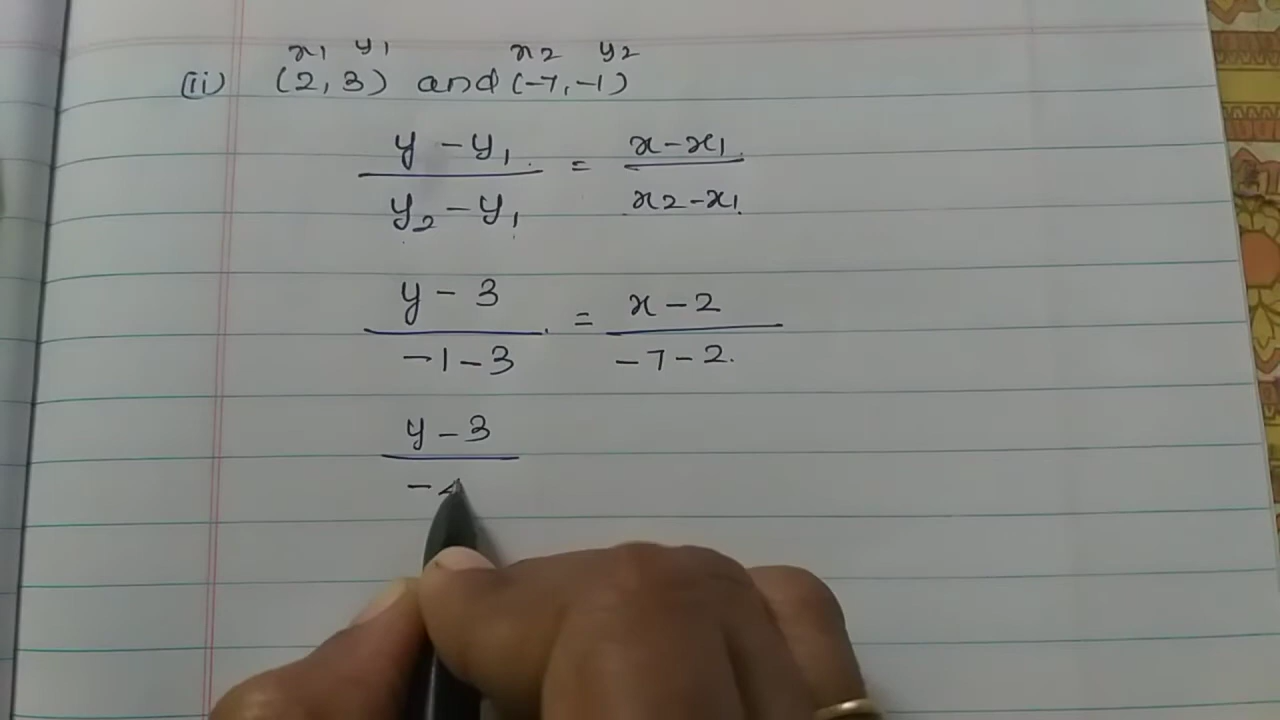 x1 y1 x2 y2
(ii) (2, 3) and (-7, -1)
y - y1 = x - x1
y2 - y1 x2 - x1
y - 3 = x - 2
-1 - 3 -7 - 2.
y - 3
-4